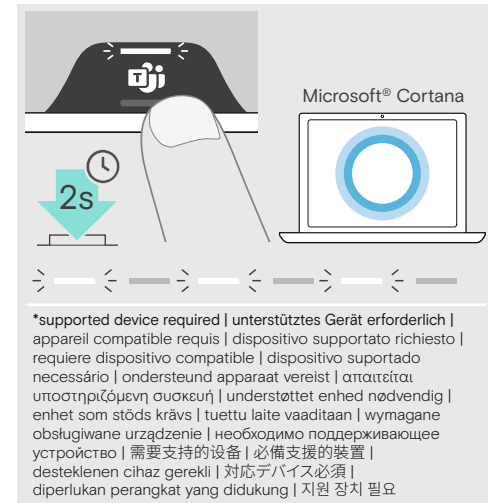 Microsoft® Cortana
2s
*supported device required | unterstütztes Gerät erforderlich |
appareil compatible requis | dispositivo supportato richiesto |
requiere dispositivo compatible | dispositivo suportado
necessário | ondersteund apparaat vereist | απαιτείται
υποστηριζόμενη συσκευή | understøttet enhed nødvendig |
enhet som stöds krävs | tuettu laite vaaditaan | wymagane
obsługiwane urządzenie | необходимо поддерживающее
устройство | 需要支持的设备 | 必備支援的裝置 |
desteklenen cihaz gerekli | 対応デバイス必須 |
diperlukan perangkat yang didukung | 지원 장치 필요